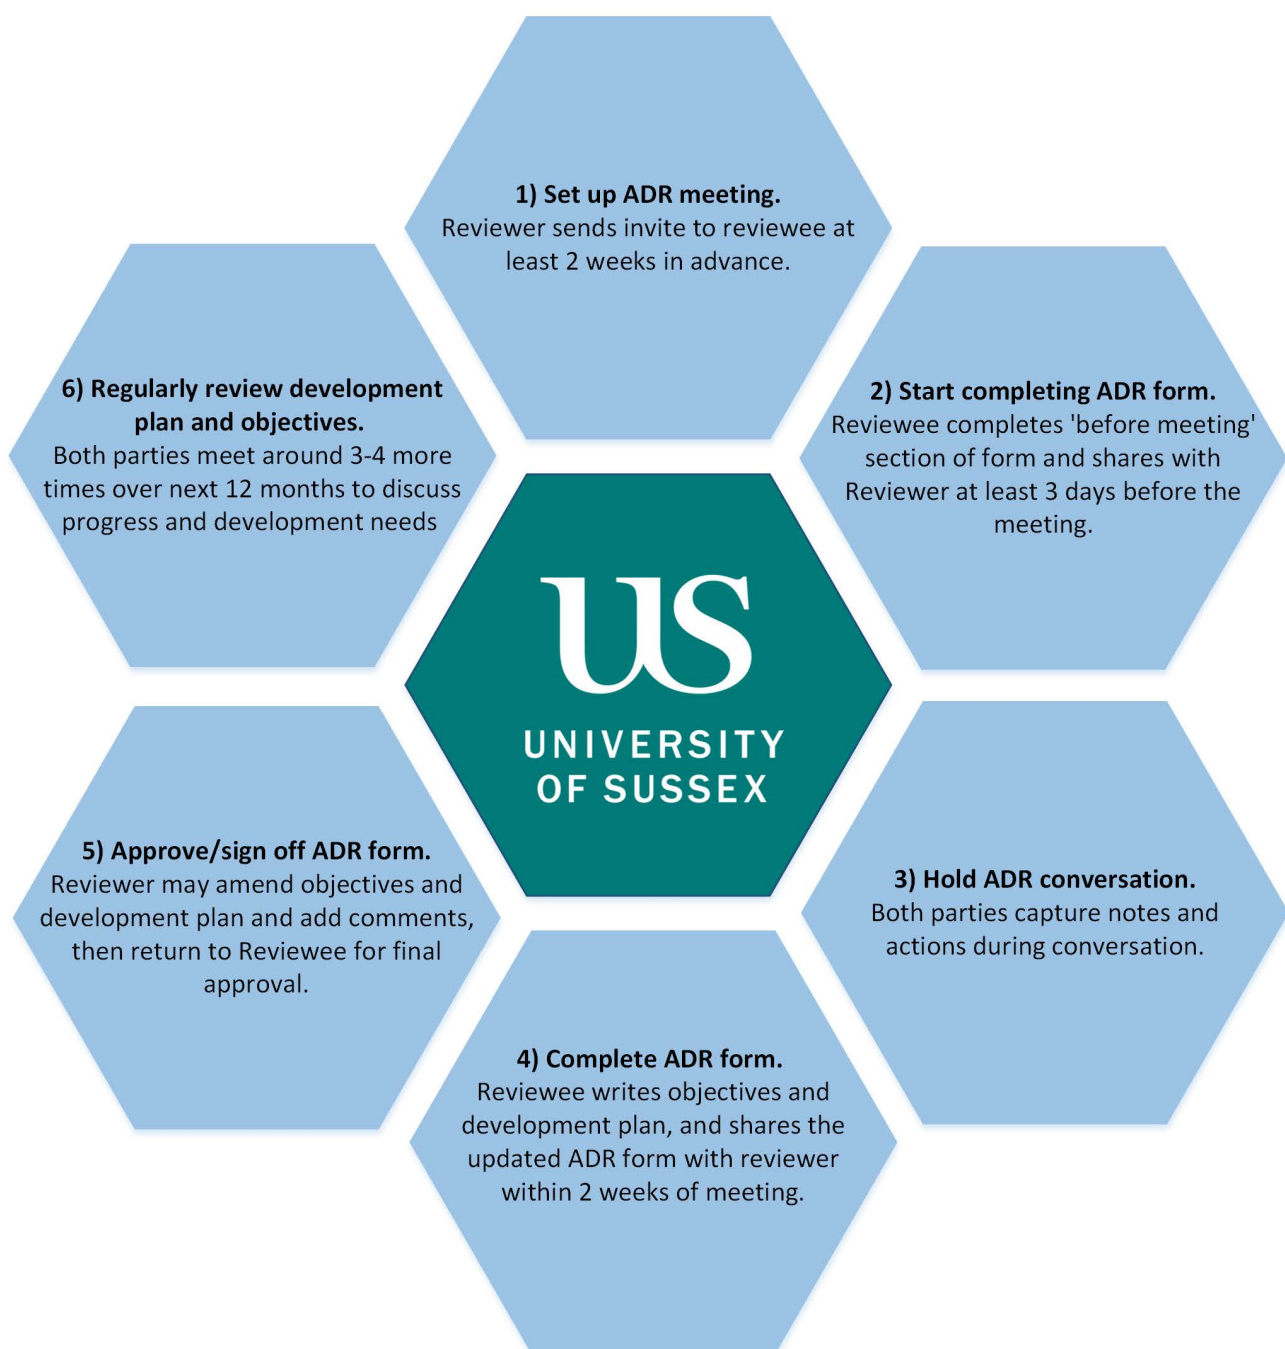 1) Set up ADR meeting.
Reviewer sends invite to reviewee at
least 2 weeks in advance.
2) Start completing ADR form.
Reviewee completes 'before meeting'
section of form and shares with
Reviewer at least 3 days before the
meeting.
3) Hold ADR conversation.
Both parties capture notes and
actions during conversation.
4) Complete ADR form.
Reviewee writes objectives and
development plan, and shares the
updated ADR form with reviewer
within 2 weeks of meeting.
5) Approve/sign off ADR form.
Reviewer may amend objectives and
development plan and add comments,
then return to Reviewee for final
approval.
6) Regularly review development
plan and objectives.
Both parties meet around 3-4 more
times over next 12 months to discuss
progress and development needs
US
UNIVERSITY
OF SUSSEX